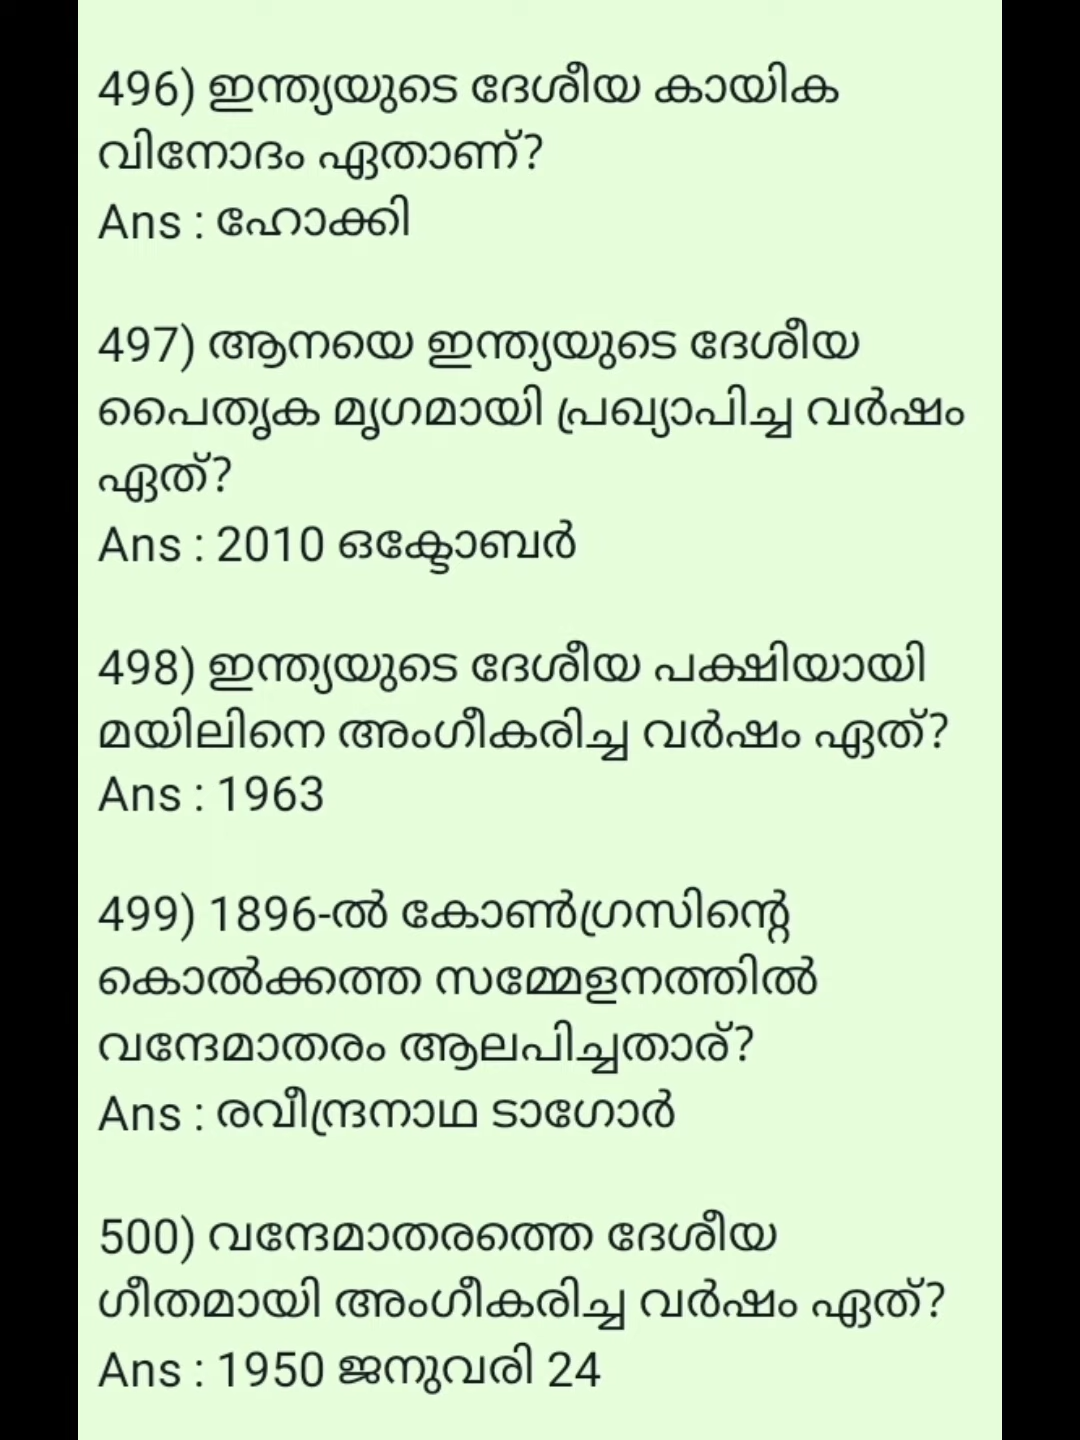 496) ഇന്ത്യയുടെ ദേശീയ കായിക
വിനോദം ഏതാണ്?
Ans : ഹോക്കി
497) ആനയെ ഇന്ത്യയുടെ ദേശീയ
പൈതൃക മൃഗമായി പ്രഖ്യാപിച്ച വർഷം
ഏത്?
Ans : 2010 ഒക്ടോബർ
498) ഇന്ത്യയുടെ ദേശീയ പക്ഷിയായി
മയിലിനെ അംഗീകരിച്ച വർഷം ഏത്?
Ans : 1963
499) 1896-ൽ കോൺഗ്രസിന്റെ
കൊൽക്കത്ത സമ്മേളനത്തിൽ
വന്ദേമാതരം ആലപിച്ചതാര്?
Ans : രവീന്ദ്രനാഥ ടാഗോർ
500) വന്ദേമാതരത്തെ ദേശീയ
ഗീതമായി അംഗീകരിച്ച വർഷം ഏത്?
Ans : 1950 ജനുവരി 24